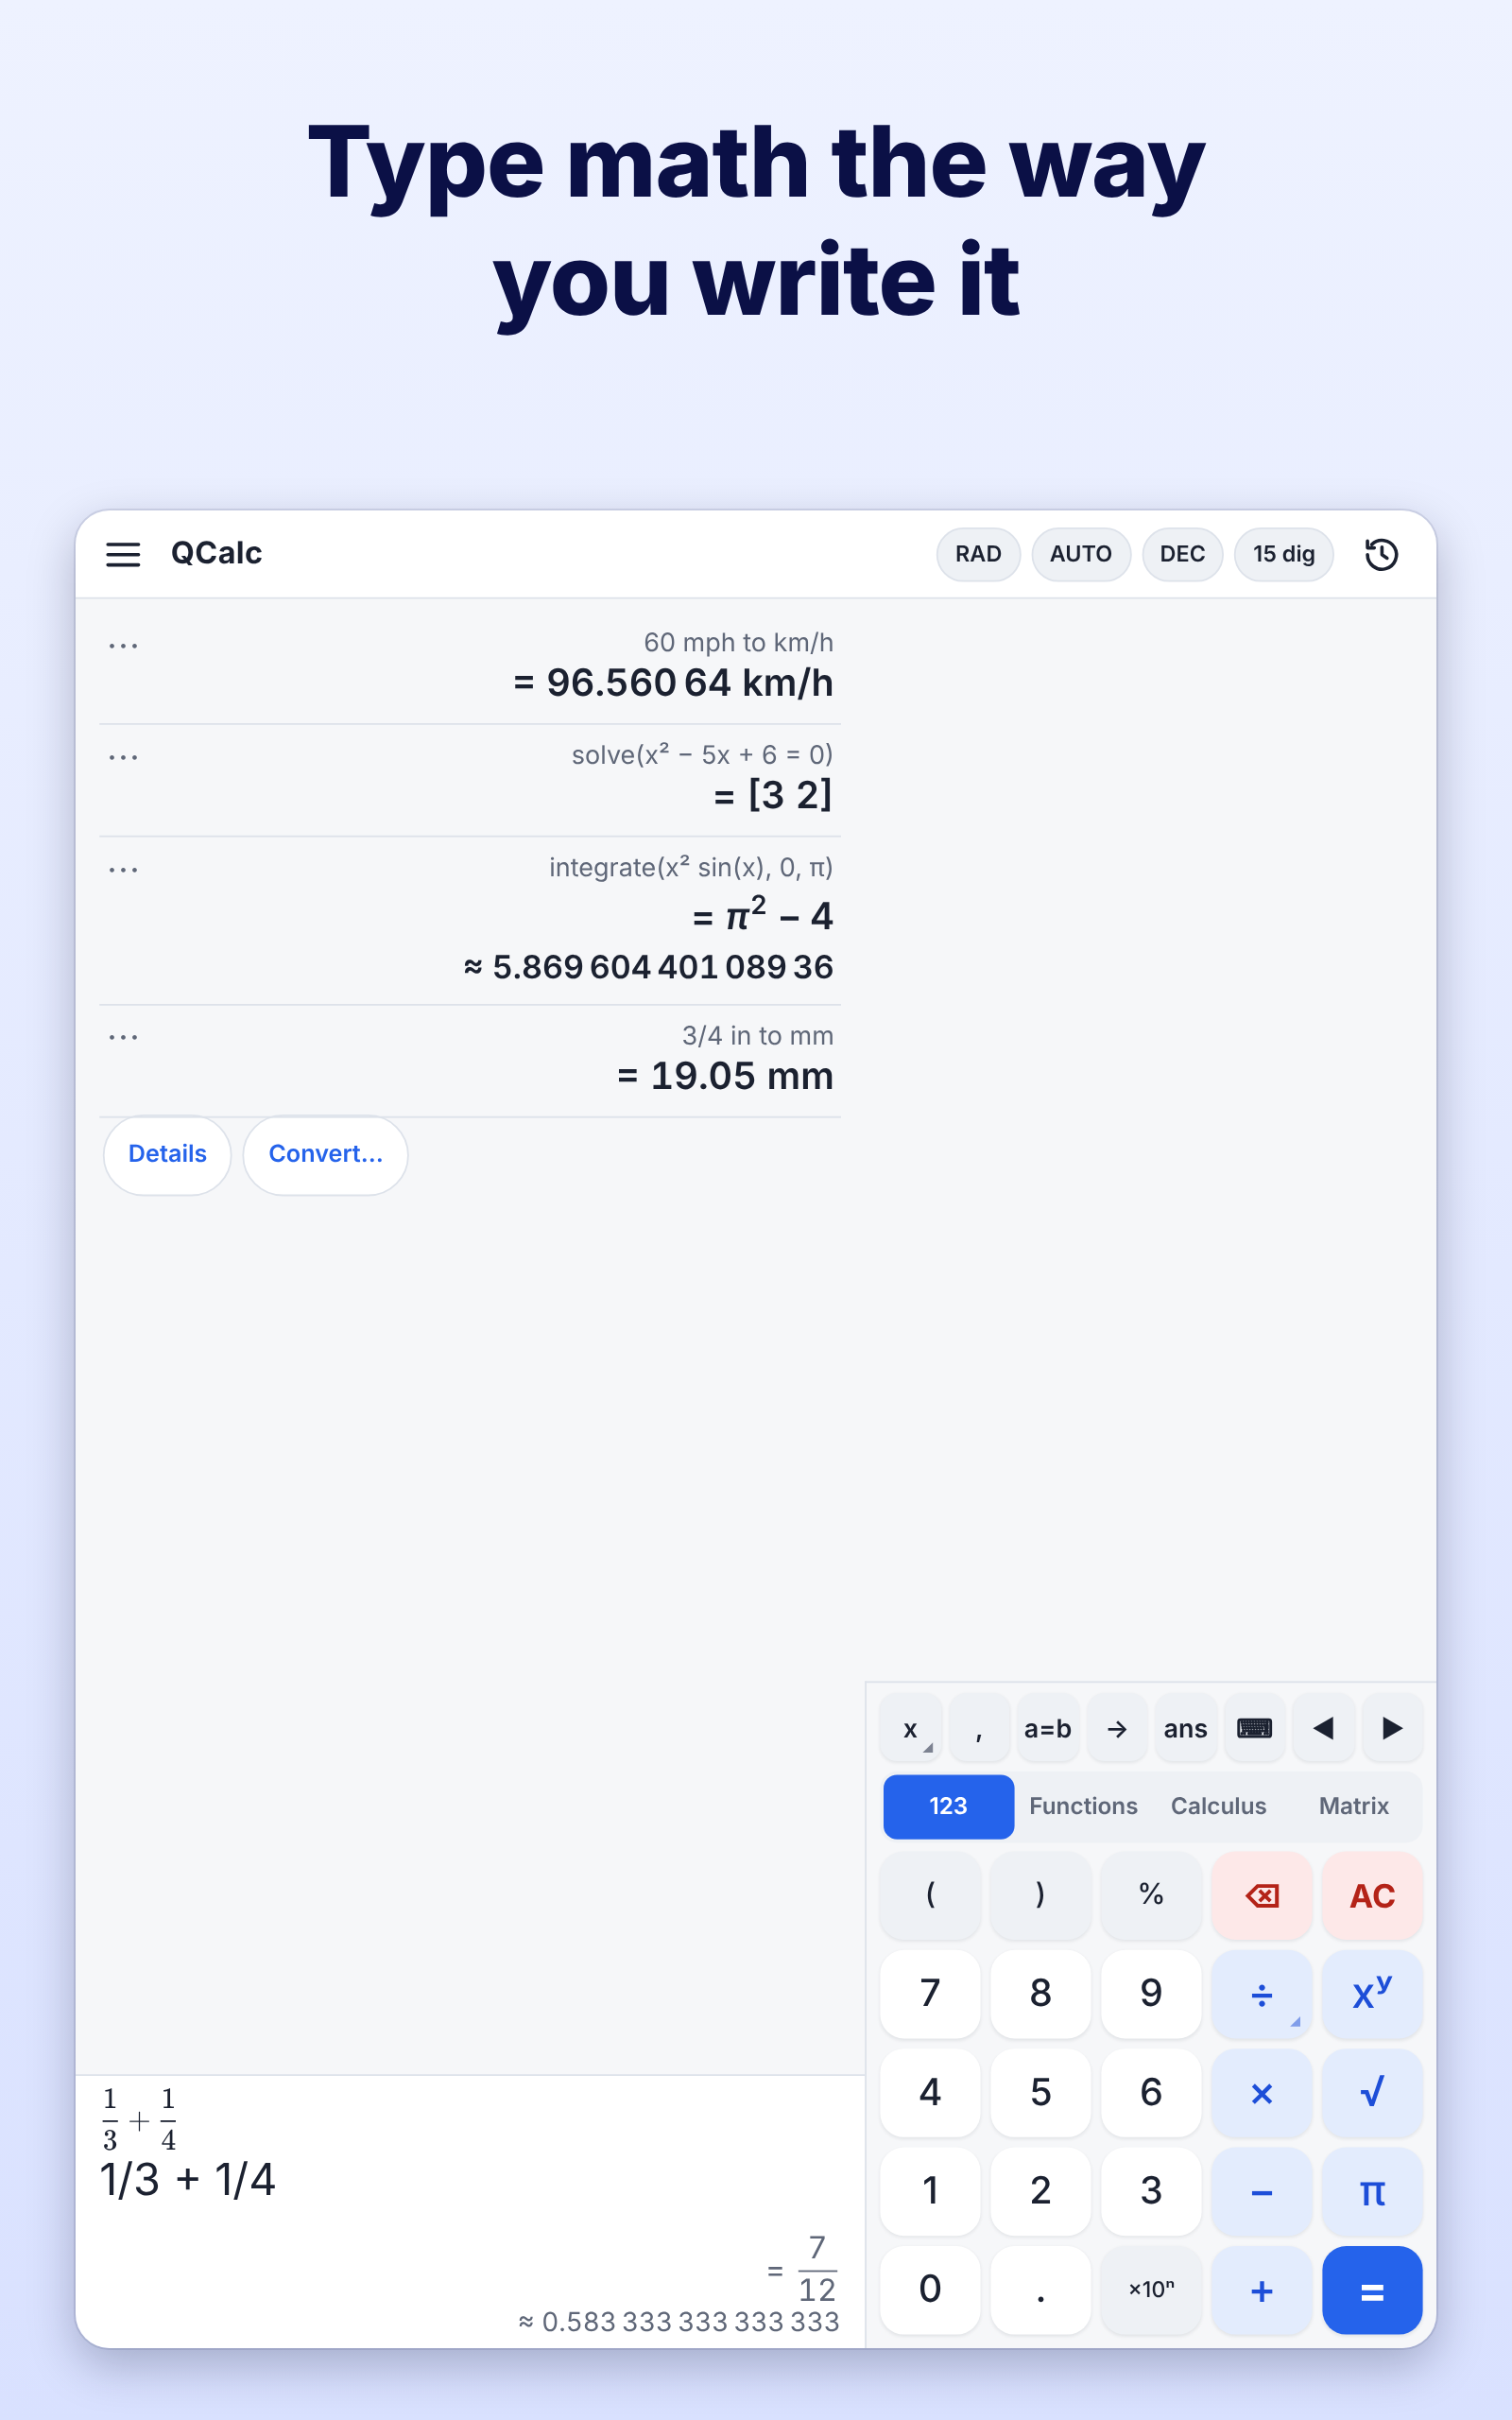 Type math the way
you write it
QCalc
RAD AUTO DEC 15 dig
60 mph to km/h
= 96.560 64 km/h
solve(x² − 5x + 6 = 0)
= [3 2]
integrate(x² sin(x), 0, π)
= π² − 4
≈ 5.869 604 401 089 36
3/4 in to mm
= 19.05 mm
Details Convert...
x , a=b → ans ⌨ ◀ ▶
123 Functions Calculus Matrix
( ) % ⌫ AC
7 8 9 ÷ xʸ
4 5 6 × √
1 2 3 − π
0 . ×10ⁿ + =
1/3 + 1/4
1/3 + 1/4
= 7/12
≈ 0.583 333 333 333 333